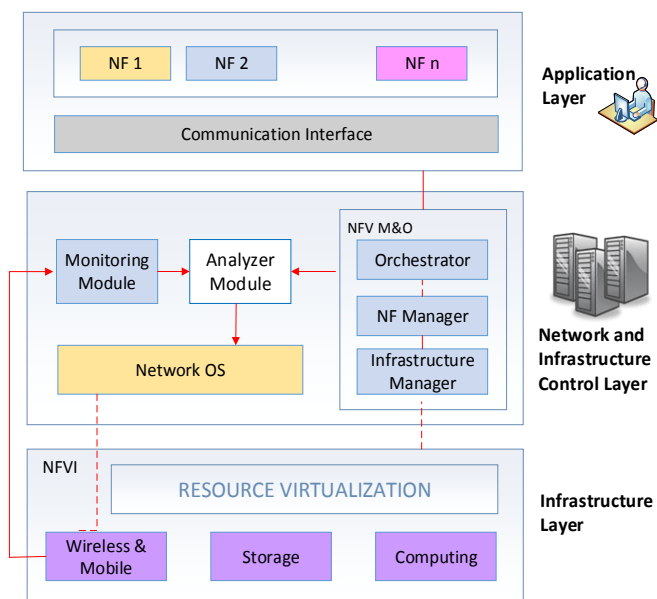 NF 1
NF 2
NF n
Communication Interface
Application
Layer
NFV M&O
Monitoring
Module
Analyzer
Module
Orchestrator
NF Manager
Infrastructure
Manager
Network OS
Network and
Infrastructure
Control Layer
NFVI
RESOURCE VIRTUALIZATION
Wireless &
Mobile
Storage
Computing
Infrastructure
Layer